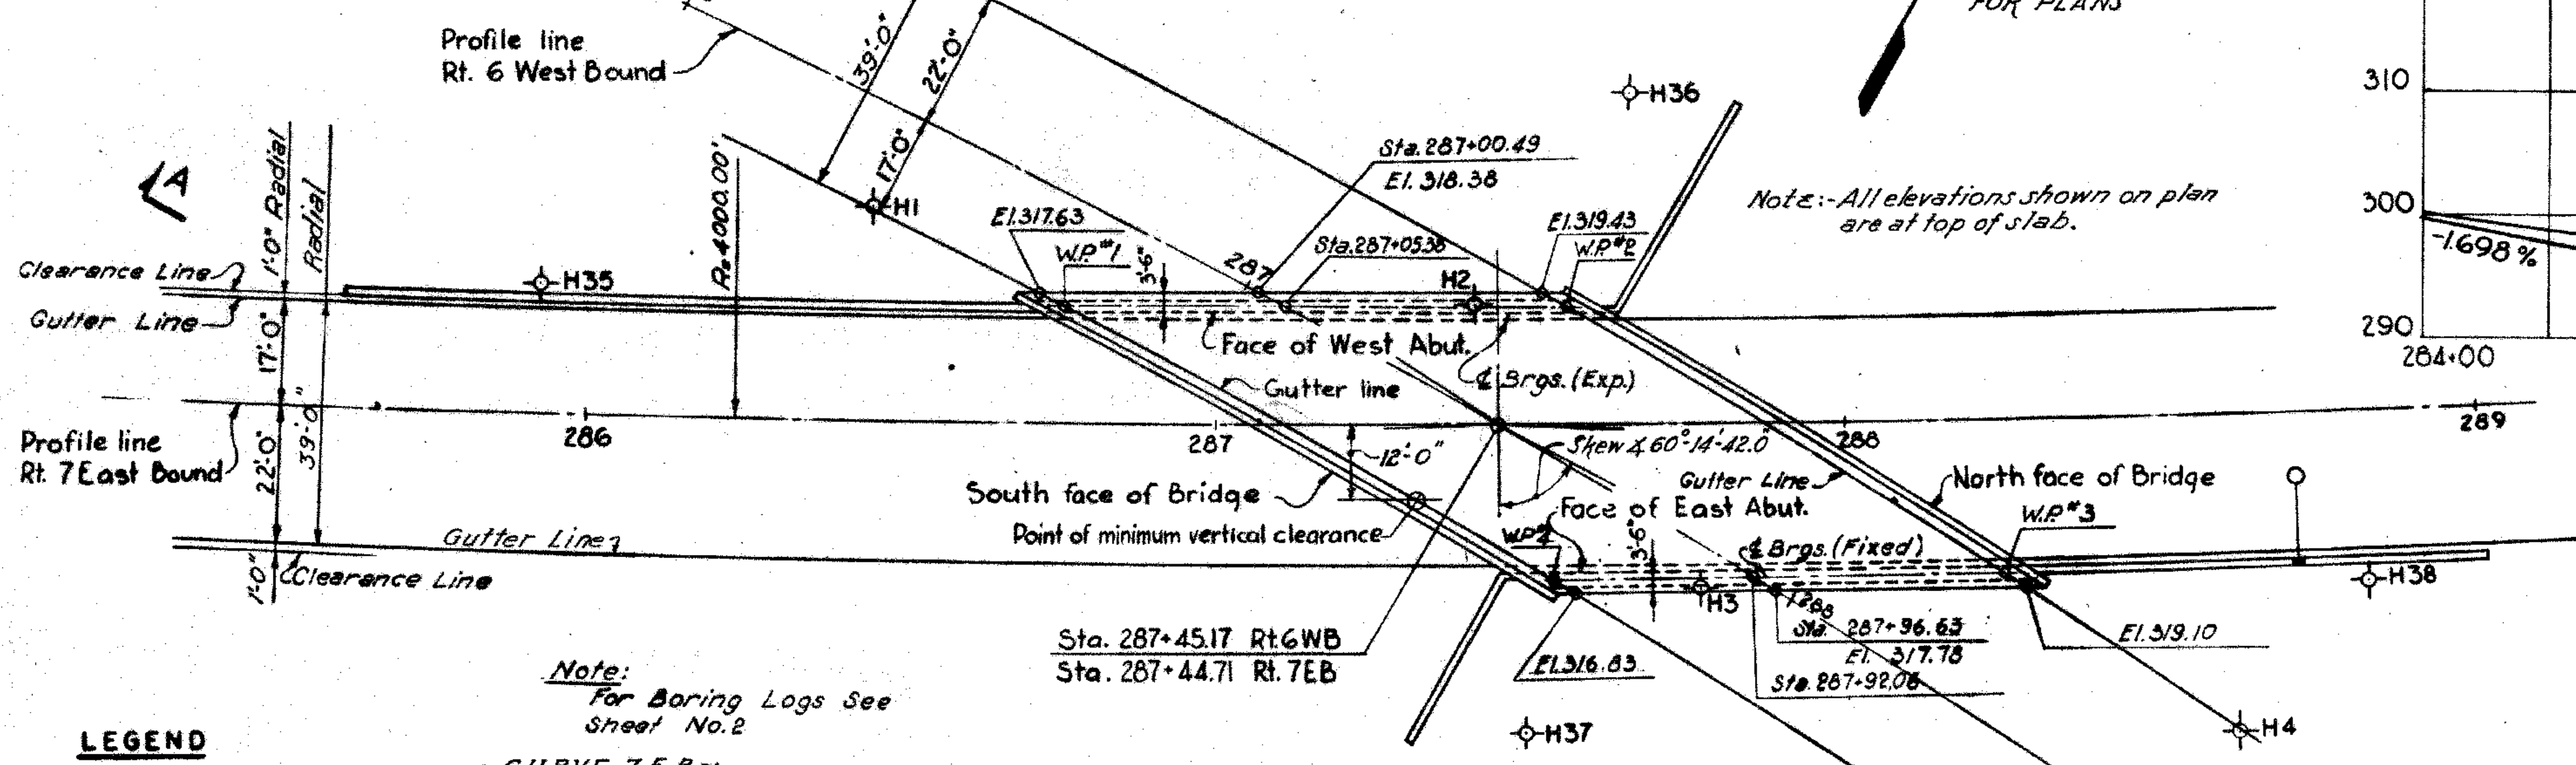 FOR PLANS
Profile line
Rt. 6 West Bound
39'-0"
22'-0"
17'-0"
H36
310
300
290
284+00
-1.698 %
A
1'-0" Radial
Radial
R=4000.00'
H1
Sta. 287+00.49
El. 318.38
Note:-All elevations shown on plan
are at top of slab.
El.317.63
W.P.#1
3'-6"
287
Sta.287+05.38
El.319.43
W.P.#2
H2
Clearance Line
Gutter Line
H35
17'-0"
39'-0"
Face of West Abut.
℄ Brgs. (Exp.)
Gutter line
Profile line
Rt. 7 East Bound
22'-0"
286
287
288
289
12'-0"
Skew ∡ 60°-14'-42.0"
South face of Bridge
Gutter Line
North face of Bridge
Point of minimum vertical clearance
Face of East Abut.
W.P.#3
Gutter Line
Clearance Line
1'-0"
3'-6"
℄ Brgs. (Fixed)
H3
288
H38
Sta. 287+45.17 Rt.6WB
Sta. 287+44.71 Rt. 7EB
El.316.83
Sta. 287+96.63
El. 317.78
Sta. 287+92.06
El.319.10
Note:
For Boring Logs See
Sheet No.2
H37
H4
LEGEND